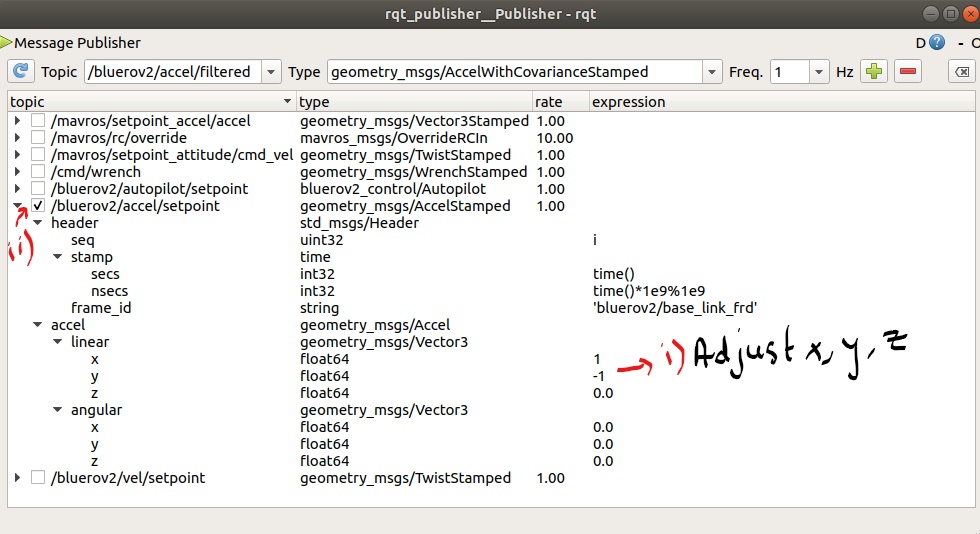 rqt_publisher__Publisher - rqt
Message Publisher D ? - O
Topic /bluerov2/accel/filtered Type geometry_msgs/AccelWithCovarianceStamped Freq. 1 Hz
topic type rate expression
/mavros/setpoint_accel/accel geometry_msgs/Vector3Stamped 1.00
/mavros/rc/override mavros_msgs/OverrideRCIn 10.00
/mavros/setpoint_attitude/cmd_vel geometry_msgs/TwistStamped 1.00
/cmd/wrench geometry_msgs/WrenchStamped 1.00
/bluerov2/autopilot/setpoint bluerov2_control/Autopilot 1.00
/bluerov2/accel/setpoint geometry_msgs/AccelStamped 1.00
header std_msgs/Header
ii) seq uint32 i
stamp time
secs int32 time()
nsecs int32 time()*1e9%1e9
frame_id string 'bluerov2/base_link_frd'
accel geometry_msgs/Accel
linear geometry_msgs/Vector3
x float64 1
y float64 -1 i) Adjust x, y, z
z float64 0.0
angular geometry_msgs/Vector3
x float64 0.0
y float64 0.0
z float64 0.0
/bluerov2/vel/setpoint geometry_msgs/TwistStamped 1.00